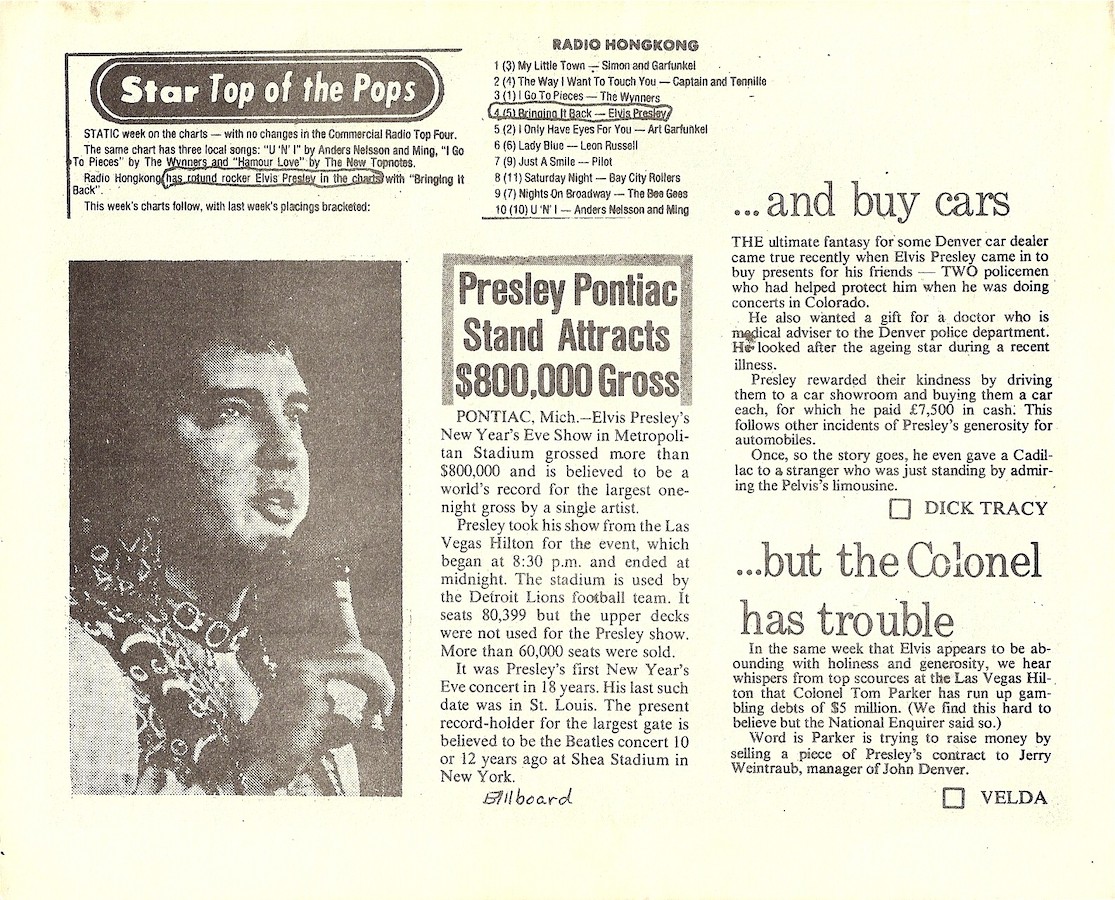 Star Top of the Pops
STATIC week on the charts — with no changes in the Commercial Radio Top Four.
The same chart has three local songs: "U 'N' I" by Anders Nelsson and Ming, "I Go
To Pieces" by The Wynners and "Hamour Love" by The New Topnotes.
Radio Hongkong has rotund rocker Elvis Presley in the charts with "Bringing It
Back".
This week's charts follow, with last week's placings bracketed:
RADIO HONGKONG
1 (3) My Little Town — Simon and Garfunkel
2 (4) The Way I Want To Touch You — Captain and Tennille
3 (1) I Go To Pieces — The Wynners
4 (5) Bringing It Back — Elvis Presley
5 (2) I Only Have Eyes For You — Art Garfunkel
6 (6) Lady Blue — Leon Russell
7 (9) Just A Smile — Pilot
8 (11) Saturday Night — Bay City Rollers
9 (7) Nights On Broadway — The Bee Gees
10 (10) U 'N' I — Anders Nelsson and Ming
Presley Pontiac
Stand Attracts
$800,000 Gross
PONTIAC, Mich.—Elvis Presley's
New Year's Eve Show in Metropoli-
tan Stadium grossed more than
$800,000 and is believed to be a
world's record for the largest one-
night gross by a single artist.
Presley took his show from the Las
Vegas Hilton for the event, which
began at 8:30 p.m. and ended at
midnight. The stadium is used by
the Detroit Lions football team. It
seats 80,399 but the upper decks
were not used for the Presley show.
More than 60,000 seats were sold.
It was Presley's first New Year's
Eve concert in 18 years. His last such
date was in St. Louis. The present
record-holder for the largest gate is
believed to be the Beatles concert 10
or 12 years ago at Shea Stadium in
New York.
Billboard
...and buy cars
THE ultimate fantasy for some Denver car dealer
came true recently when Elvis Presley came in to
buy presents for his friends — TWO policemen
who had helped protect him when he was doing
concerts in Colorado.
He also wanted a gift for a doctor who is
medical adviser to the Denver police department.
He looked after the ageing star during a recent
illness.
Presley rewarded their kindness by driving
them to a car showroom and buying them a car
each, for which he paid £7,500 in cash. This
follows other incidents of Presley's generosity for
automobiles.
Once, so the story goes, he even gave a Cadil-
lac to a stranger who was just standing by admir-
ing the Pelvis's limousine.
DICK TRACY
...but the Colonel
has trouble
In the same week that Elvis appears to be ab-
ounding with holiness and generosity, we hear
whispers from top scources at the Las Vegas Hil-
ton that Colonel Tom Parker has run up gam-
bling debts of $5 million. (We find this hard to
believe but the National Enquirer said so.)
Word is Parker is trying to raise money by
selling a piece of Presley's contract to Jerry
Weintraub, manager of John Denver.
VELDA